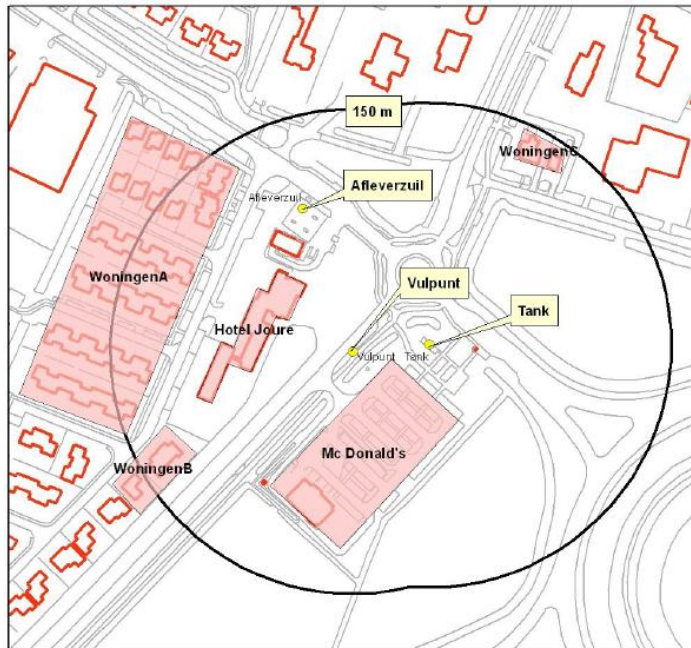 150 m
WoningenC
Afleverzuil
Afleverzuil
WoningenA
Vulpunt
Tank
Hotel Joure
Vulpunt
Tank
Mc Donald's
WoningenB